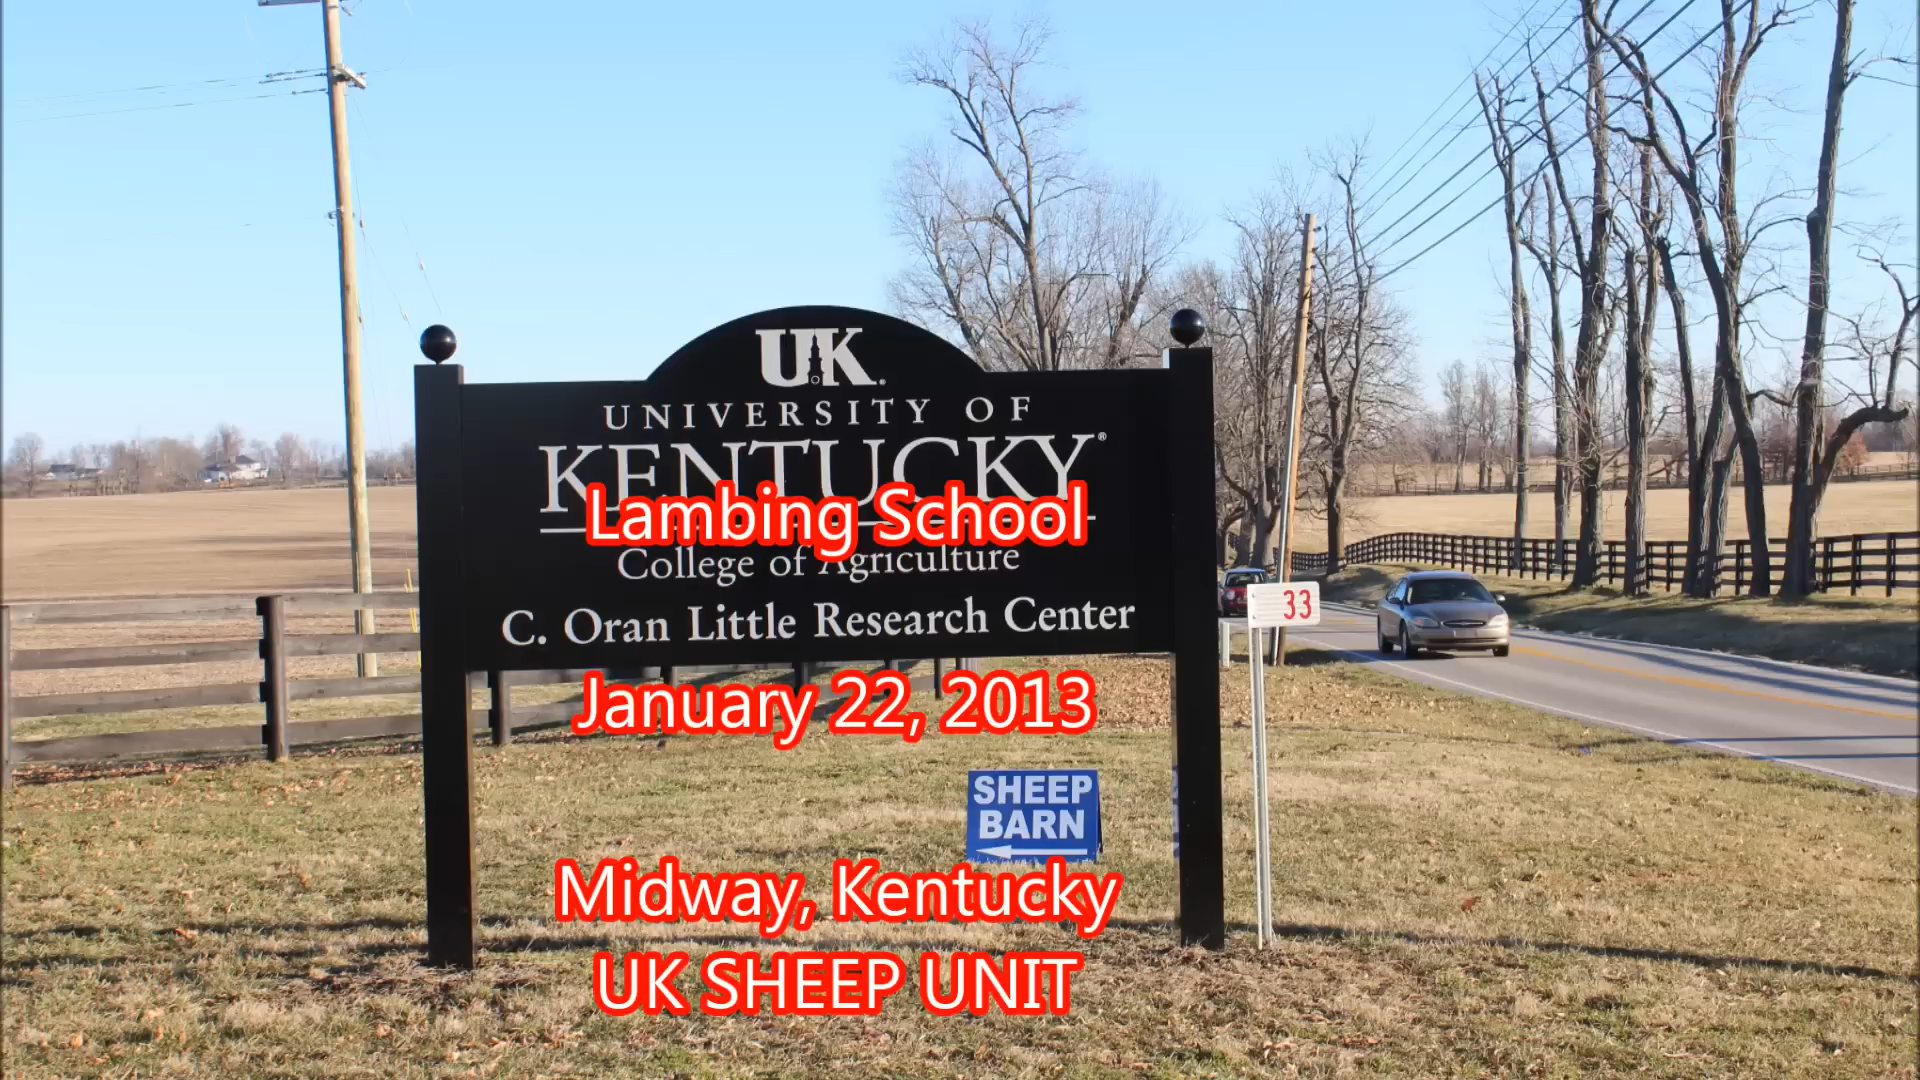 UK®
UNIVERSITY OF
KENTUCKY®
Lambing School
College of Agriculture
C. Oran Little Research Center
33
January 22, 2013
SHEEP
BARN
Midway, Kentucky
UK SHEEP UNIT